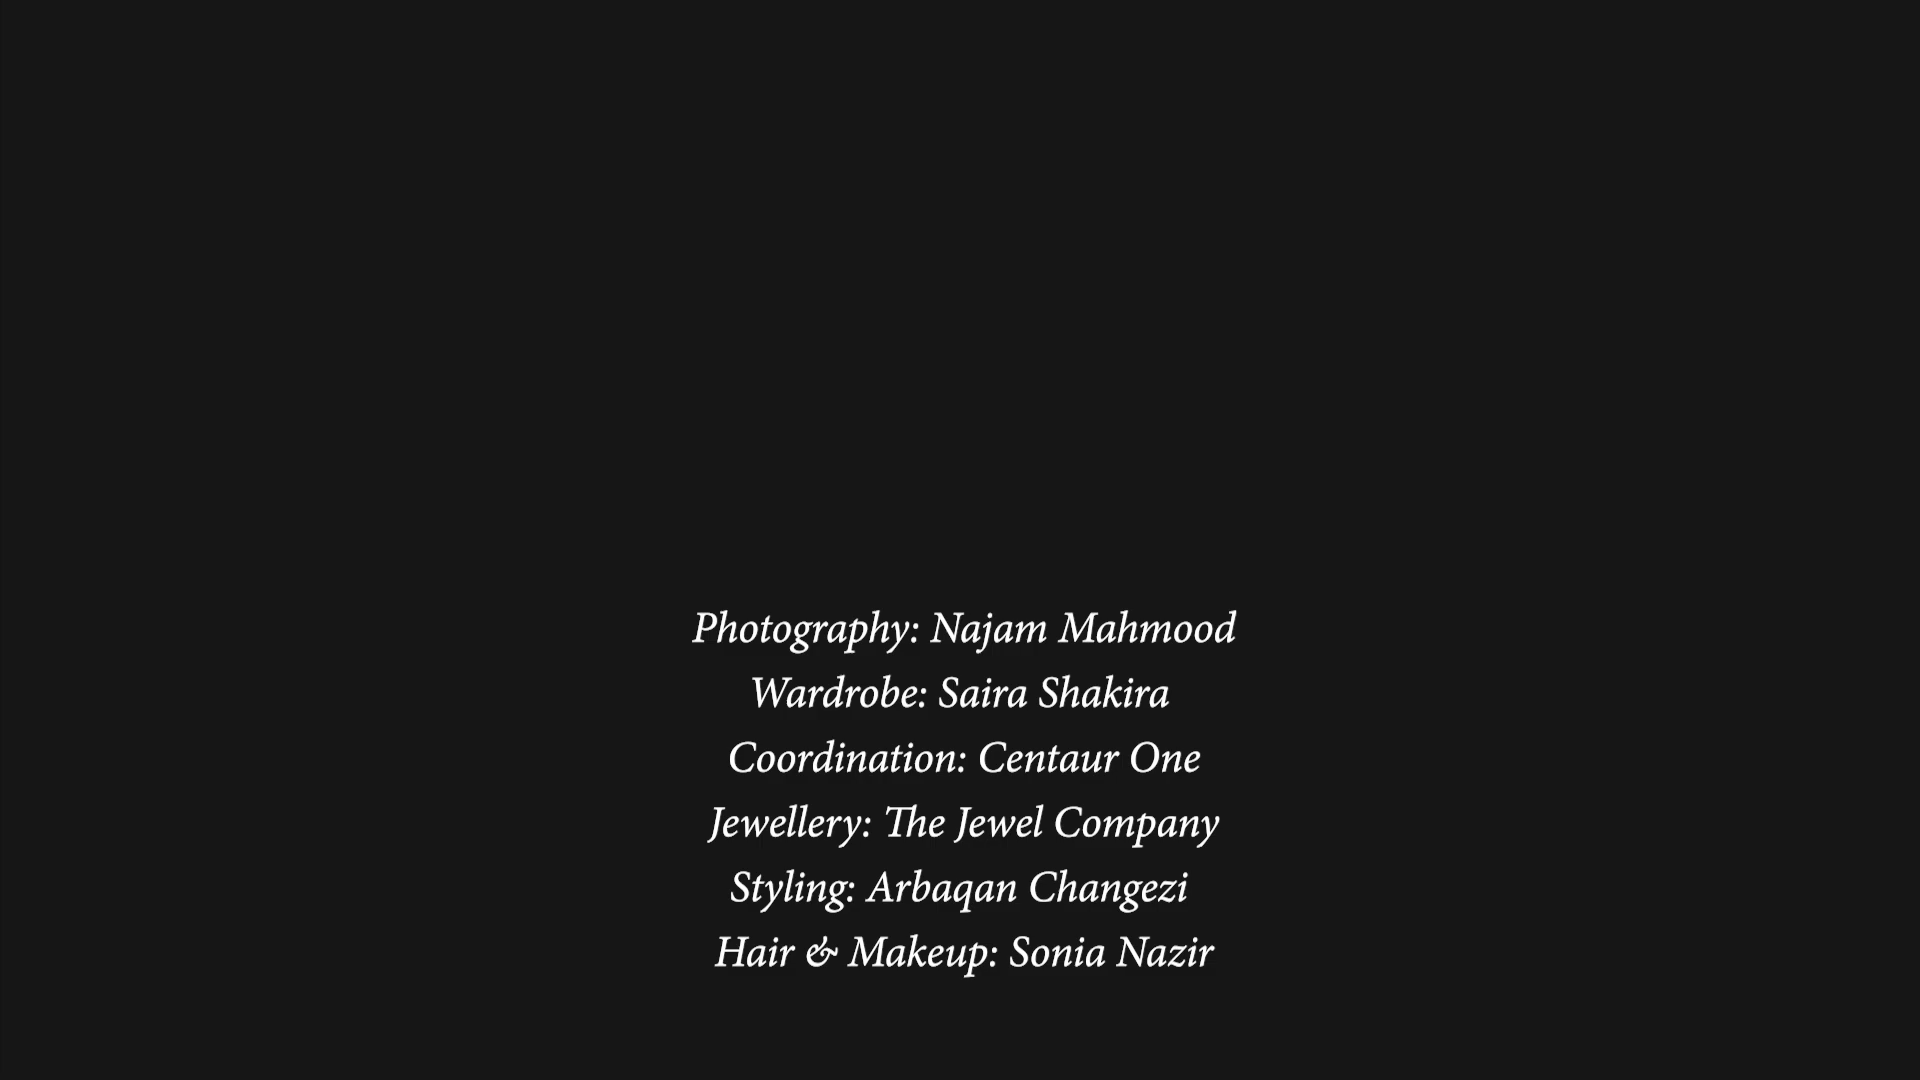 Photography: Najam Mahmood
Wardrobe: Saira Shakira
Coordination: Centaur One
Jewellery: The Jewel Company
Styling: Arbaqan Changezi
Hair & Makeup: Sonia Nazir